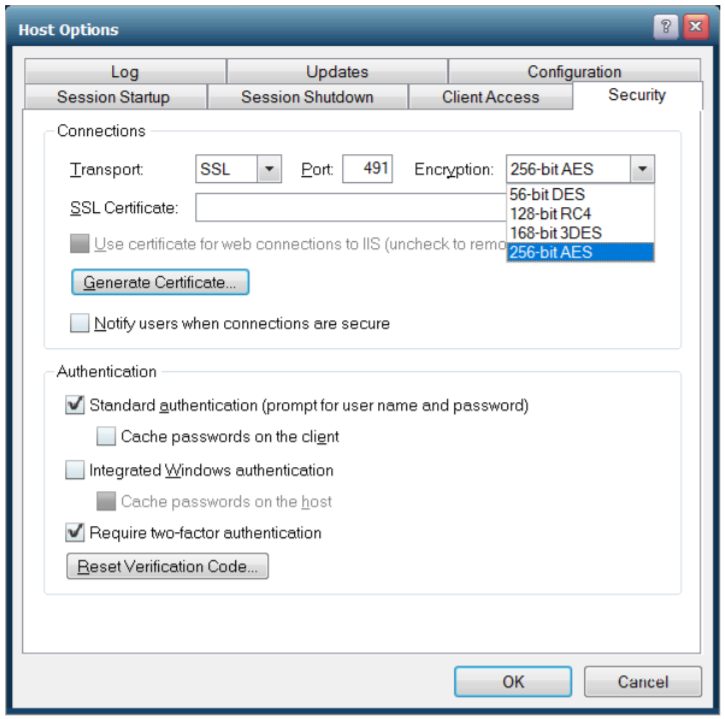 Host Options
Log Updates Configuration
Session Startup Session Shutdown Client Access Security
Connections
Transport: SSL Port: 491 Encryption: 256-bit AES
56-bit DES
SSL Certificate:
128-bit RC4
168-bit 3DES
Use certificate for web connections to IIS (uncheck to remo
256-bit AES
Generate Certificate...
Notify users when connections are secure
Authentication
Standard authentication (prompt for user name and password)
Cache passwords on the client
Integrated Windows authentication
Cache passwords on the host
Require two-factor authentication
Reset Verification Code...
OK Cancel